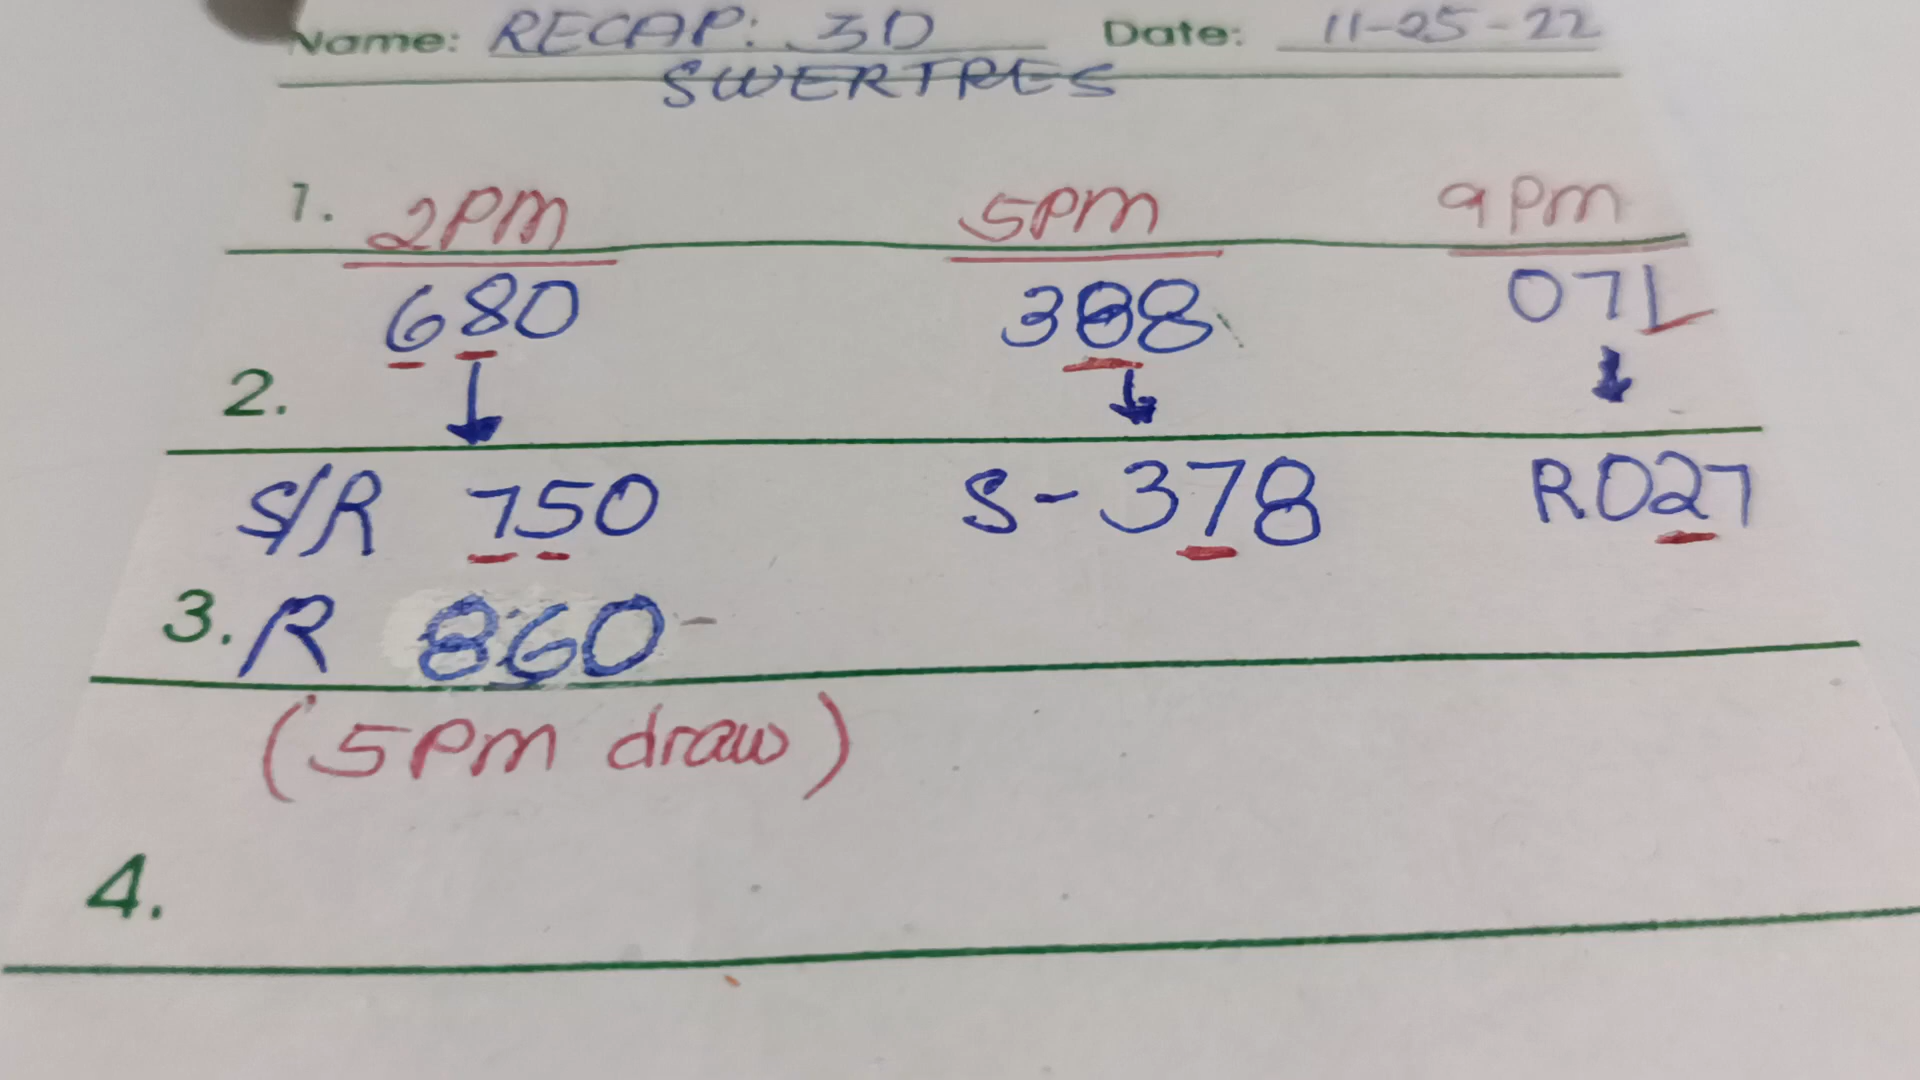 Name: RECAP: 3D Date: 11-25-22
SWERTRES
1. 2PM 5PM 9PM
680 388 071
2.
S/R 750 S-378 R027
3. R 860-
(5PM draw)
4.